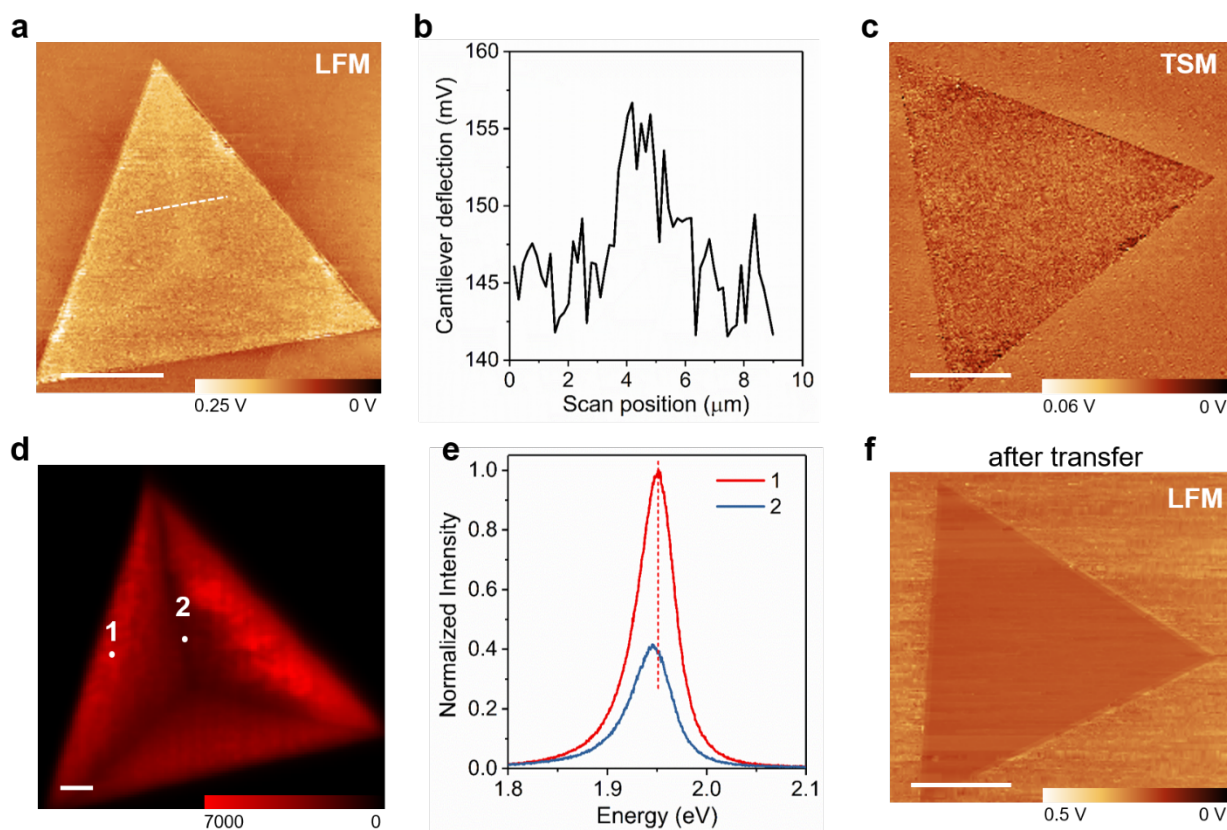 a
LFM
0.25 V 0 V
b
160
155
150
145
140
Cantilever deflection (mV)
0 2 4 6 8 10
Scan position (μm)
c
TSM
0.06 V 0 V
d
1
2
7000 0
e
1
2
1.0
0.8
0.6
0.4
0.2
0.0
Normalized Intensity
1.8 1.9 2.0 2.1
Energy (eV)
f
after transfer
LFM
0.5 V 0 V